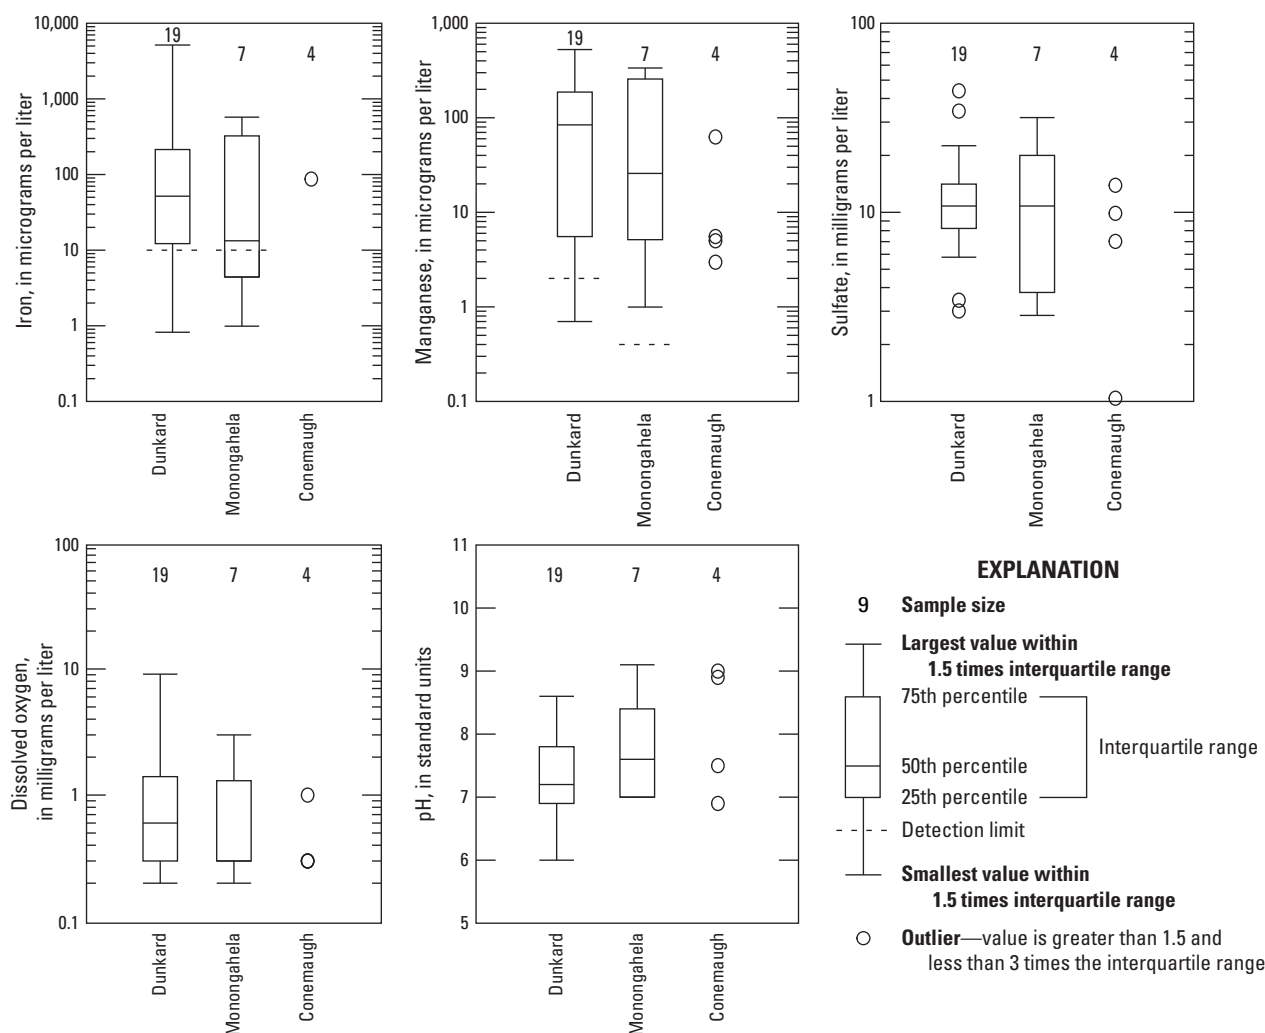 Iron, in micrograms per liter
10,000
1,000
100
10
1
0.1
19
7
4
Dunkard
Monongahela
Conemaugh
Manganese, in micrograms per liter
1,000
100
10
1
0.1
19
7
4
Dunkard
Monongahela
Conemaugh
Sulfate, in milligrams per liter
100
10
1
19
7
4
Dunkard
Monongahela
Conemaugh
Dissolved oxygen,
in milligrams per liter
100
10
1
0.1
19
7
4
Dunkard
Monongahela
Conemaugh
pH, in standard units
11
10
9
8
7
6
5
19
7
4
Dunkard
Monongahela
Conemaugh
EXPLANATION
9 Sample size
Largest value within
1.5 times interquartile range
75th percentile
Interquartile range
50th percentile
25th percentile
Detection limit
Smallest value within
1.5 times interquartile range
Outlier—value is greater than 1.5 and
less than 3 times the interquartile range